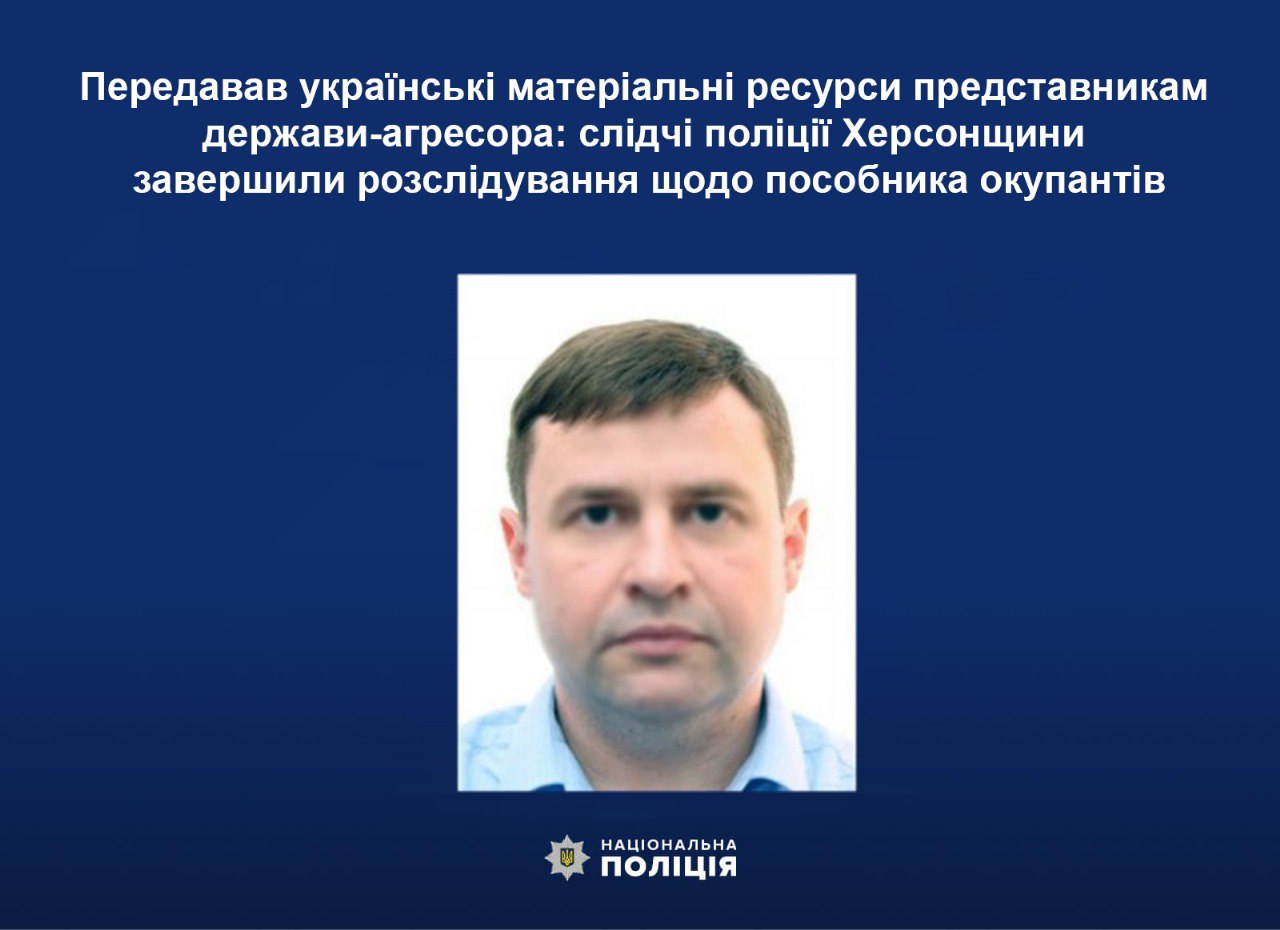 Передавав українські матеріальні ресурси представникам
держави-агресора: слідчі поліції Херсонщини
завершили розслідування щодо пособника окупантів
НАЦІОНАЛЬНА
ПОЛІЦІЯ